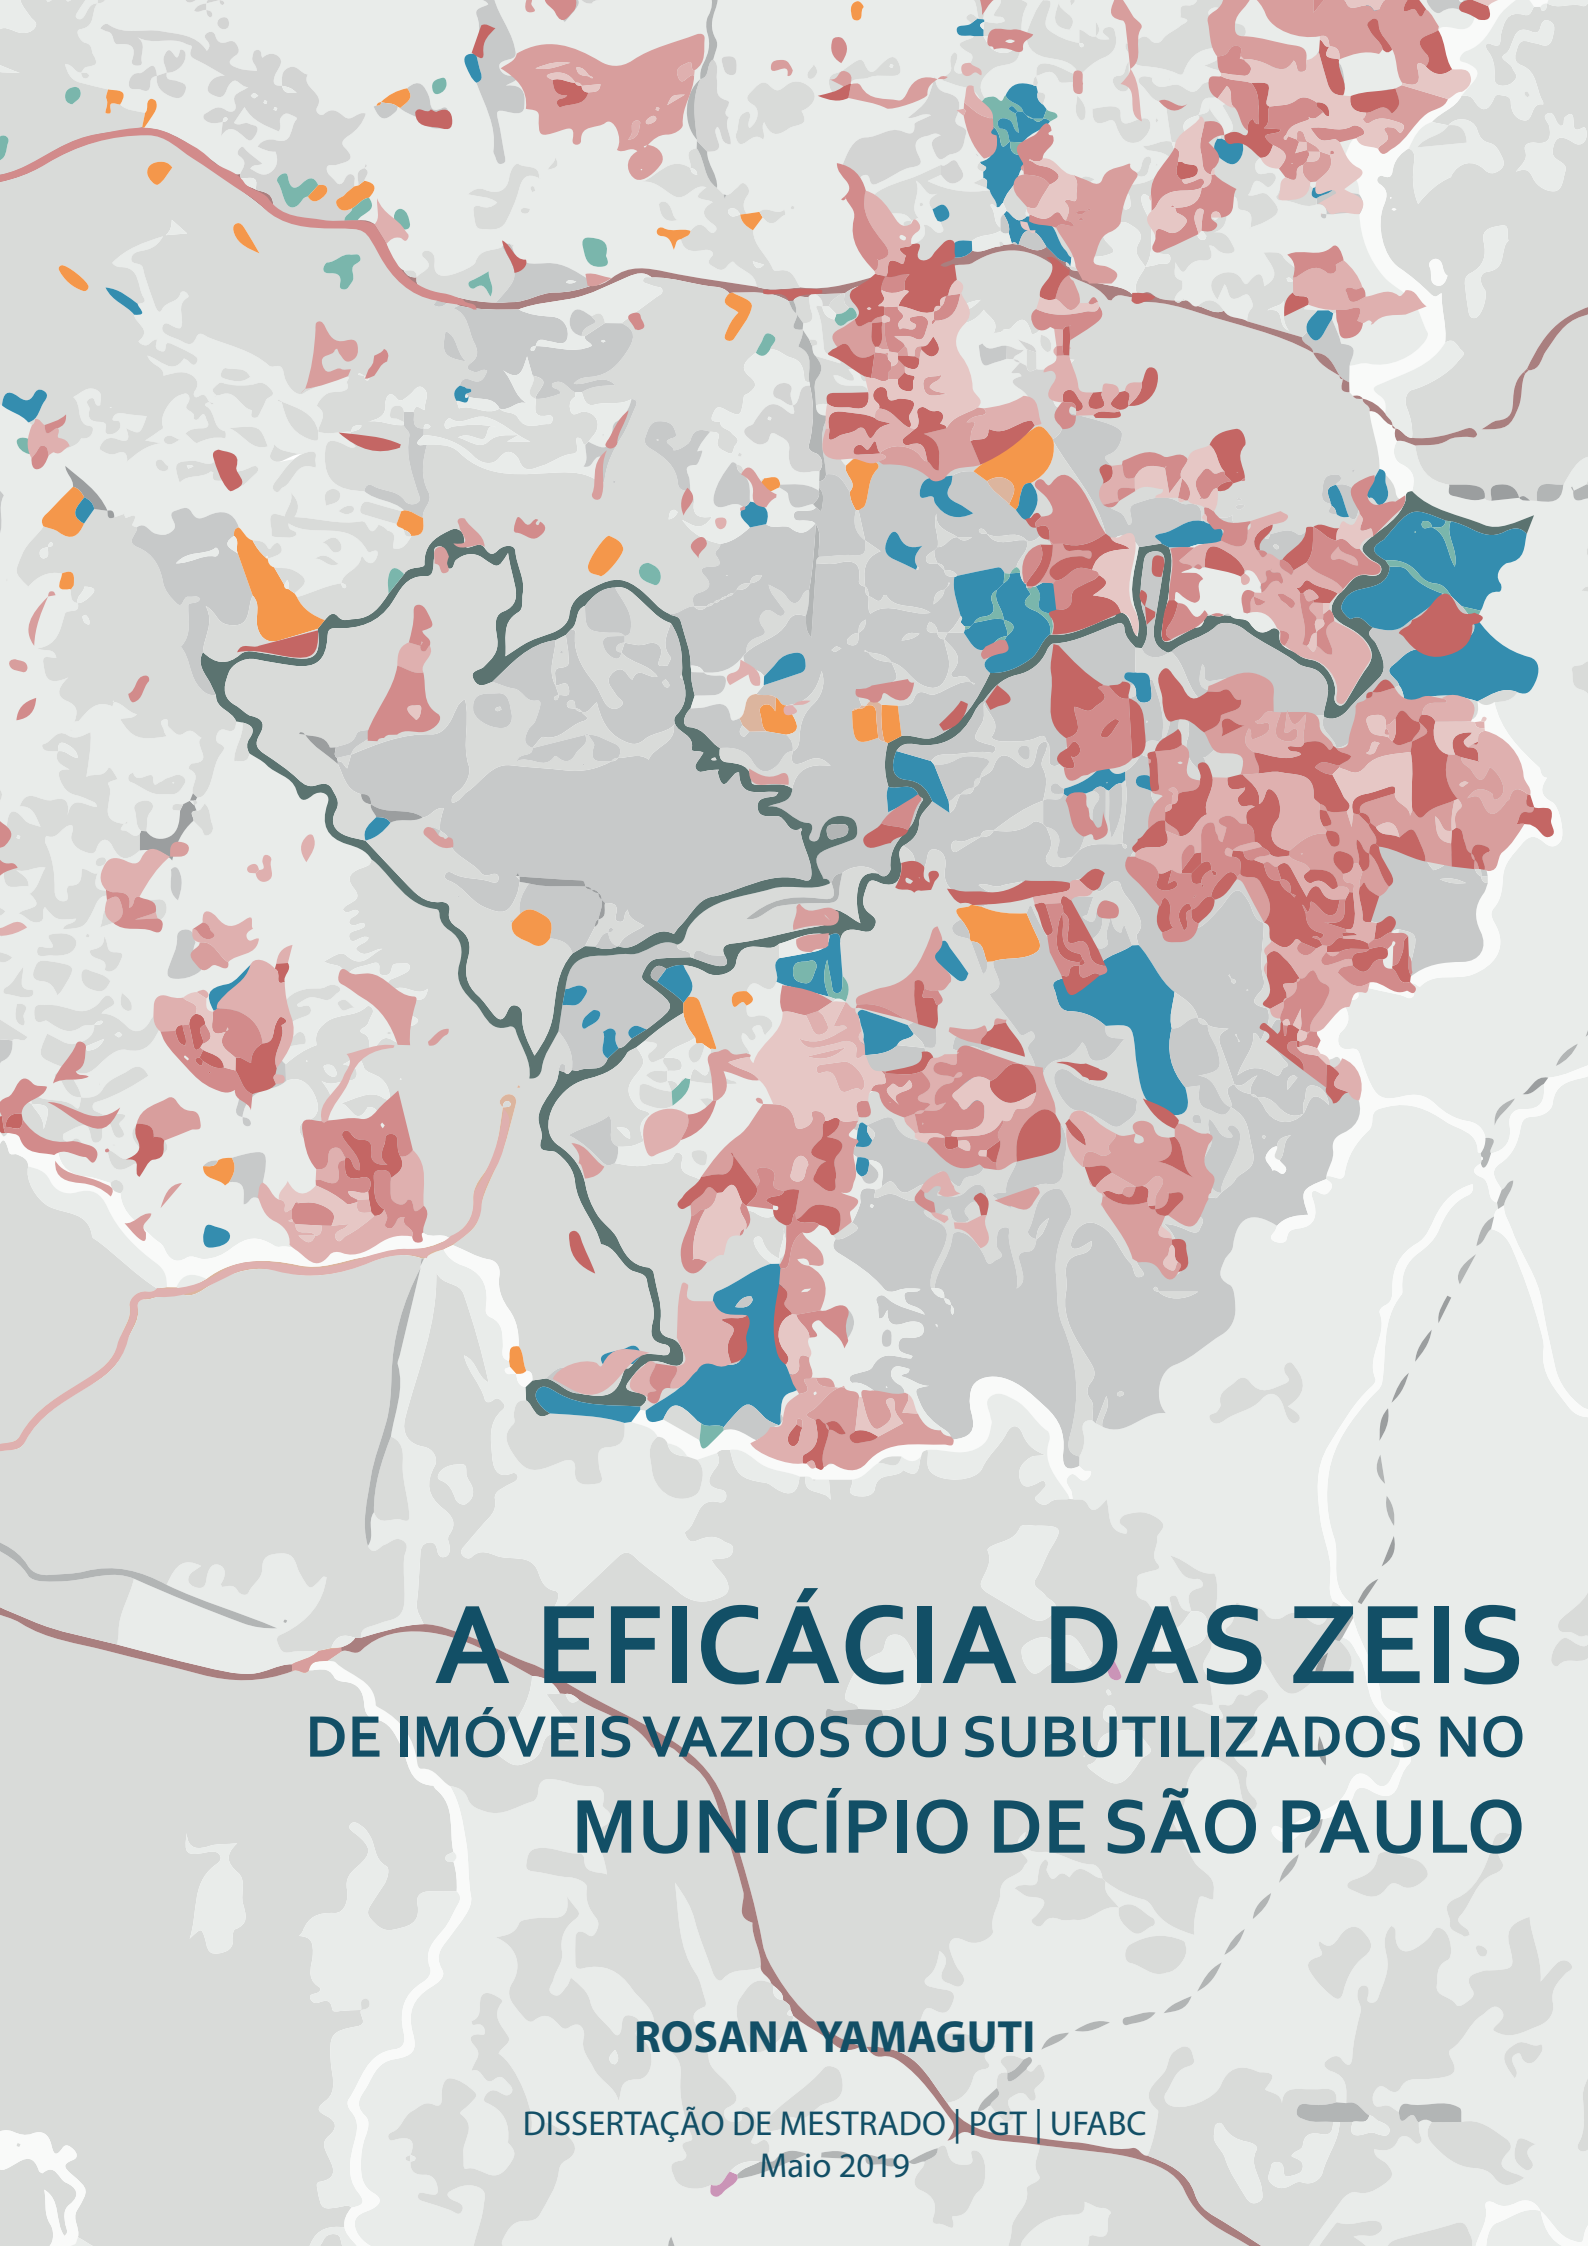 A EFICÁCIA DAS ZEIS
DE IMÓVEIS VAZIOS OU SUBUTILIZADOS NO
MUNICÍPIO DE SÃO PAULO
ROSANA YAMAGUTI
DISSERTAÇÃO DE MESTRADO | PGT | UFABC
Maio 2019